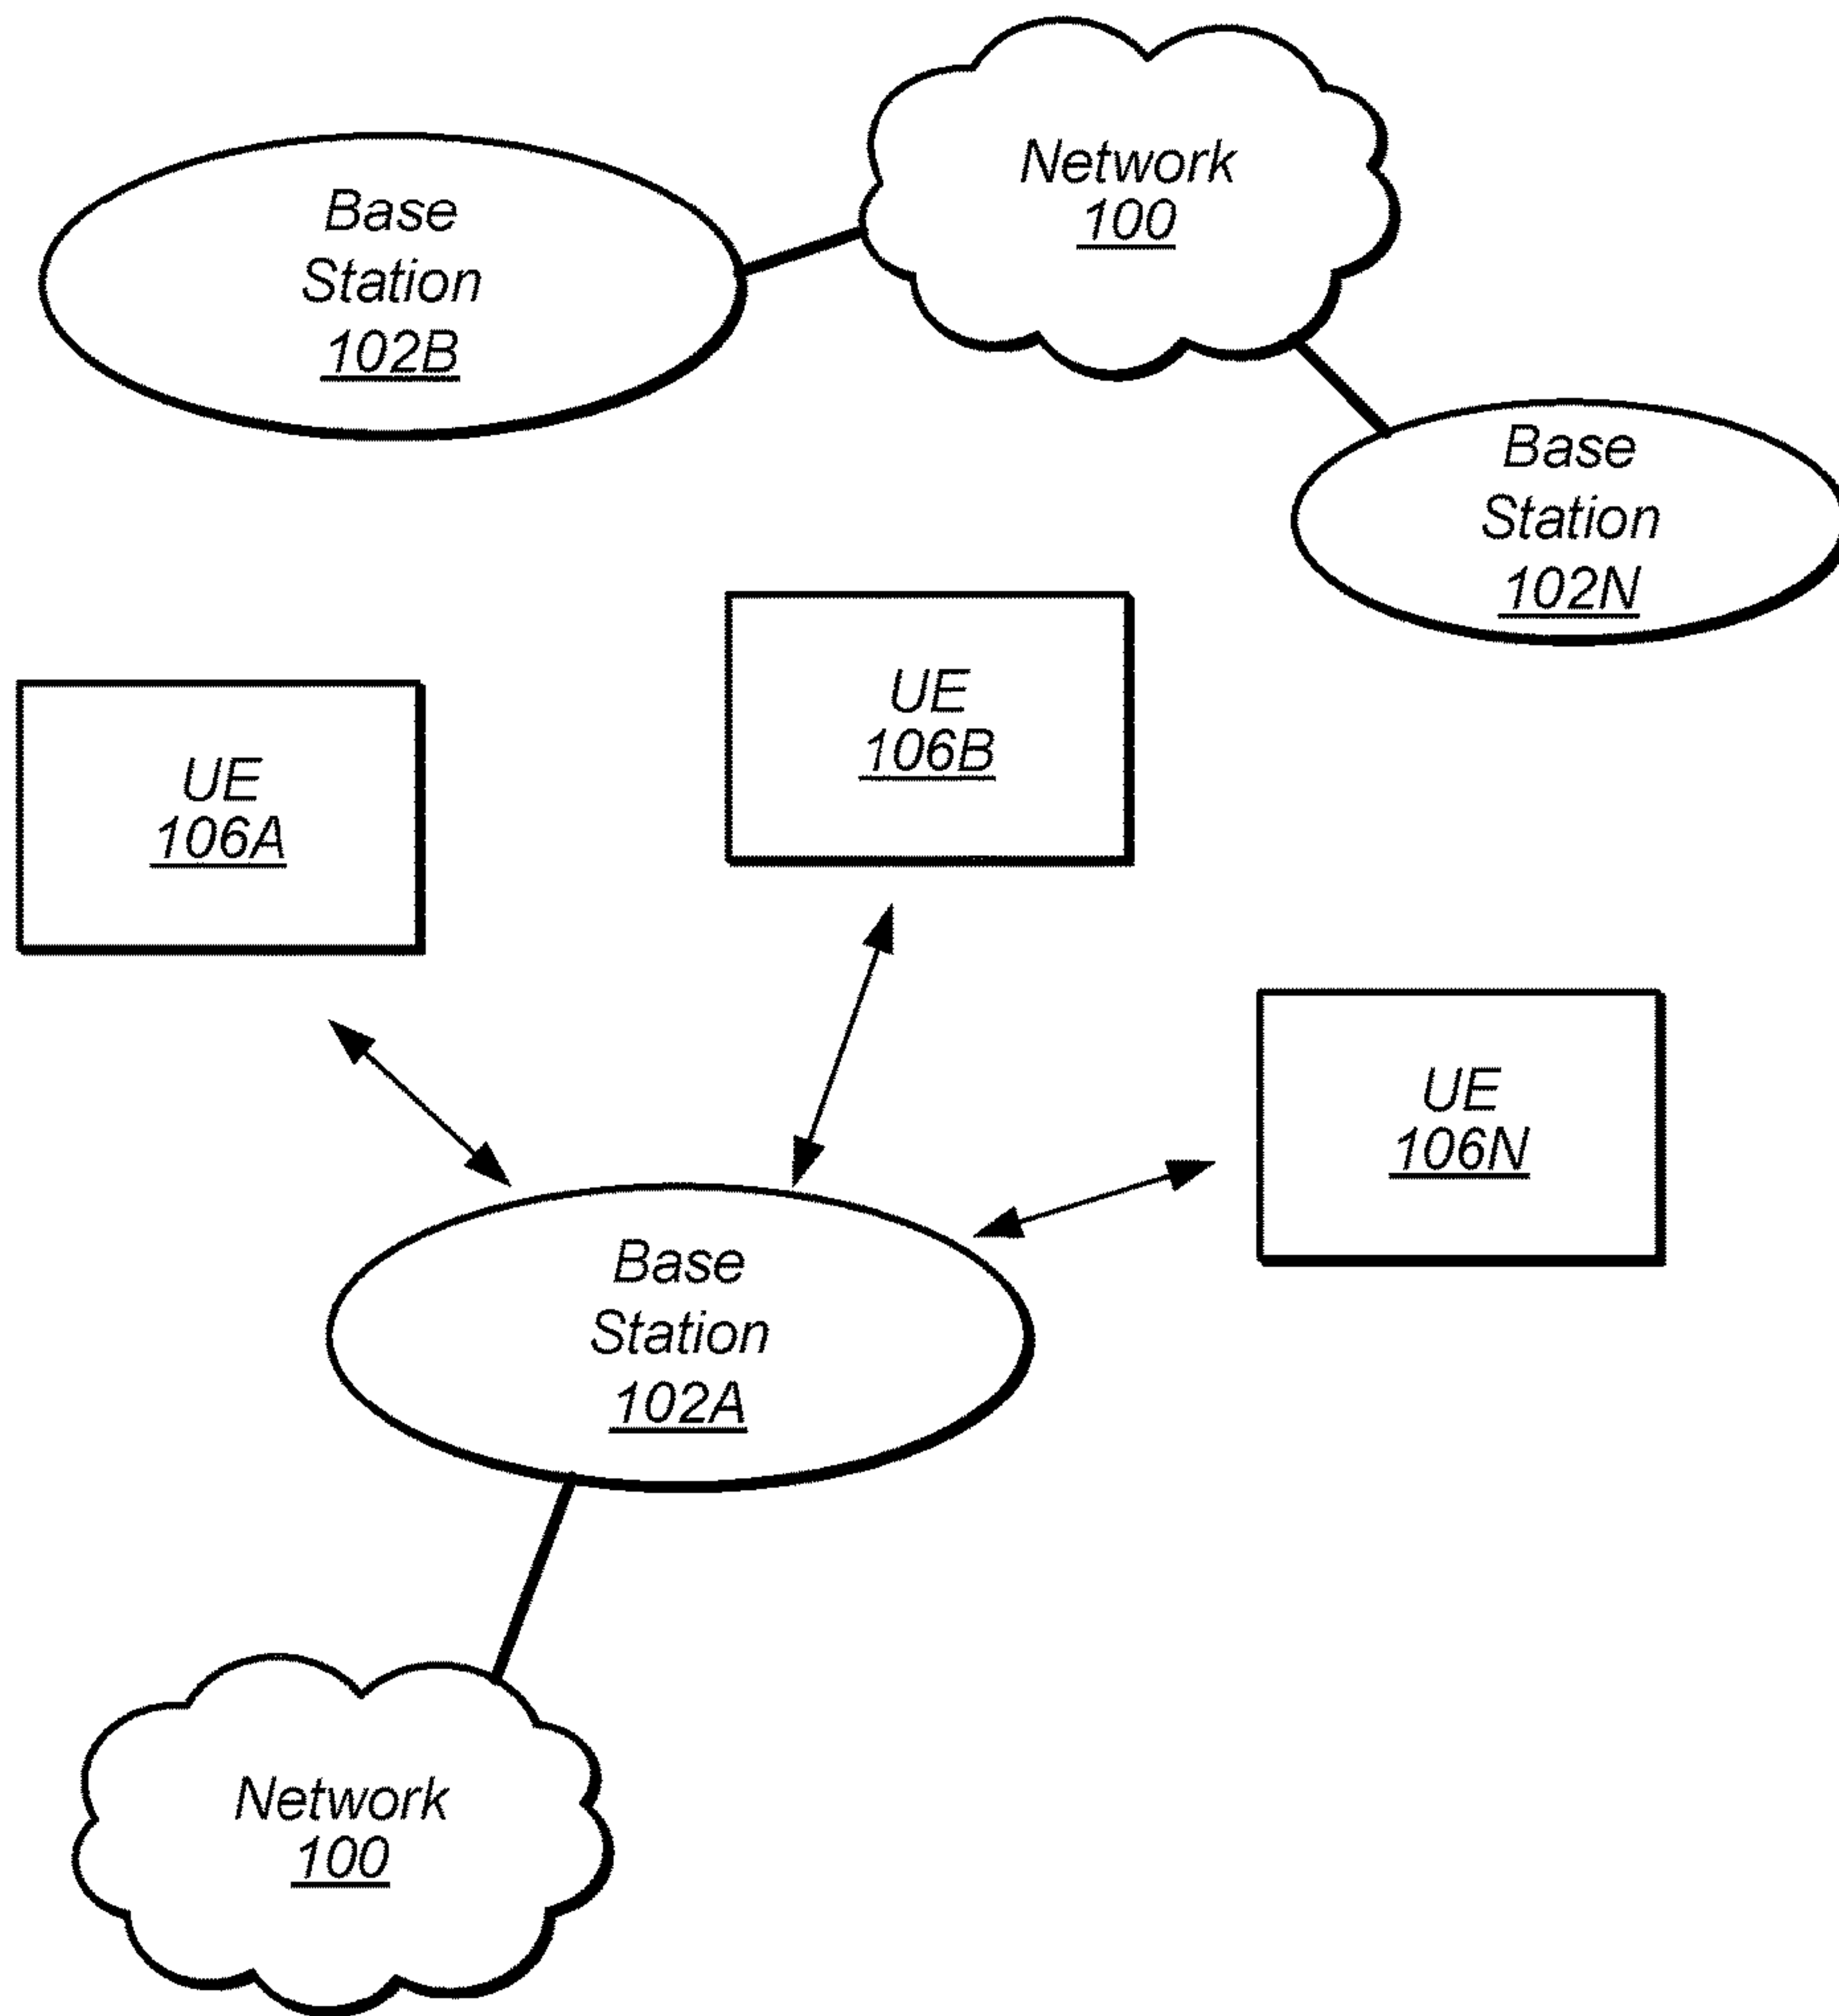 Network
100
Base
Station
102B
Base
Station
102N
UE
106B
UE
106A
UE
106N
Base
Station
102A
Network
100